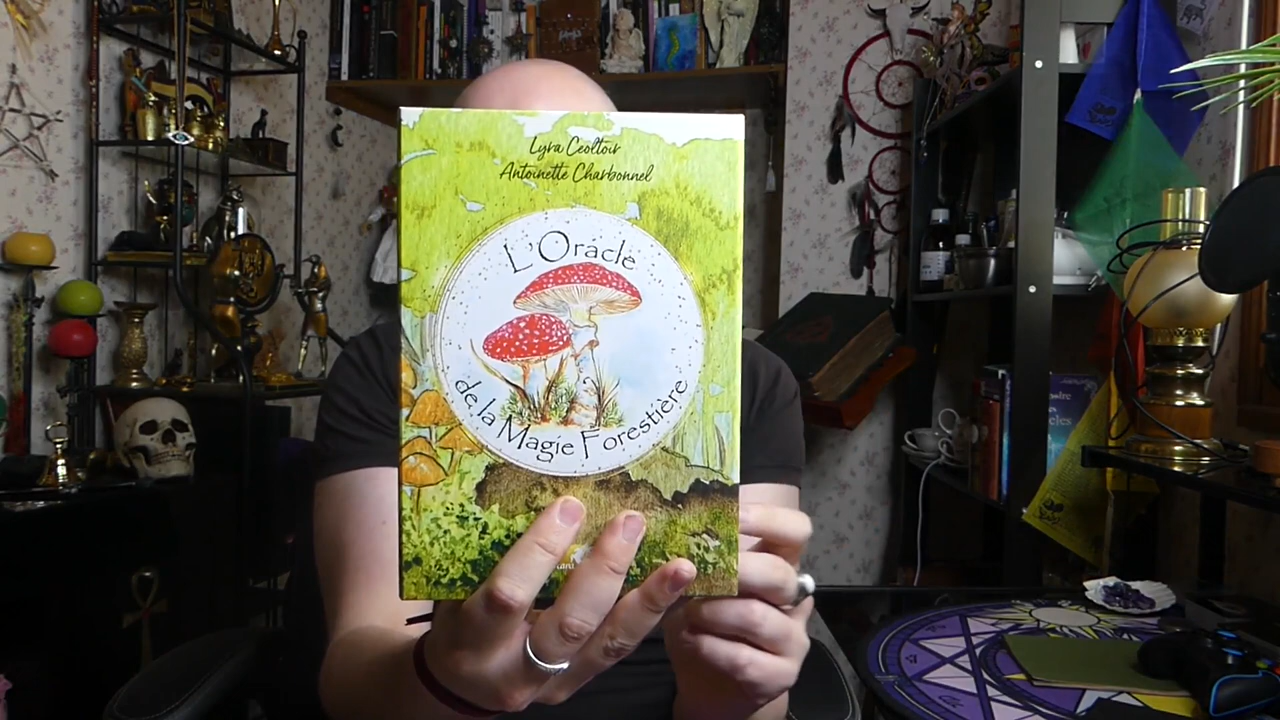 Lyra Ceoltoir
Antoinette Charbonnel
L'Oracle
de la Magie Forestière